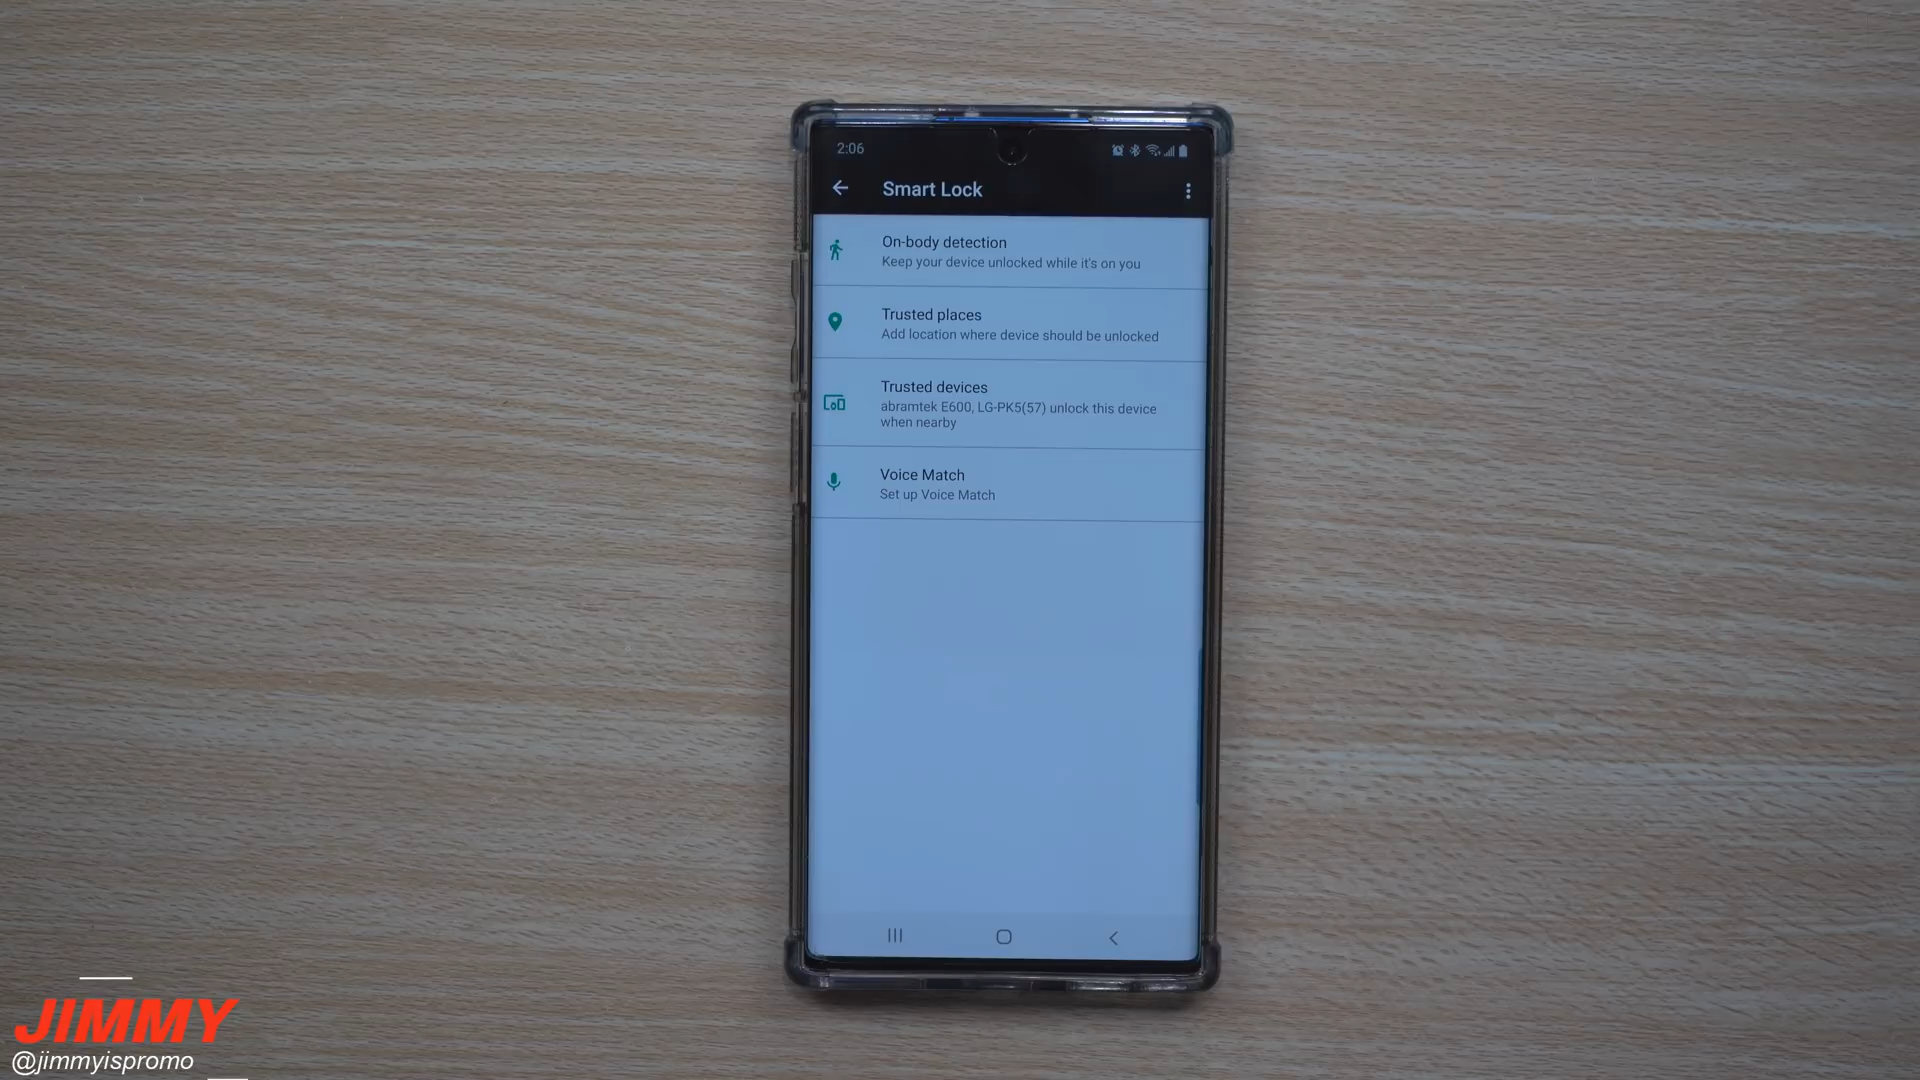 2:06
Smart Lock
On-body detection
Keep your device unlocked while it's on you
Trusted places
Add location where device should be unlocked
Trusted devices
abramtek E600, LG-PK5(57) unlock this device
when nearby
Voice Match
Set up Voice Match
JIMMY
@jimmyispromo